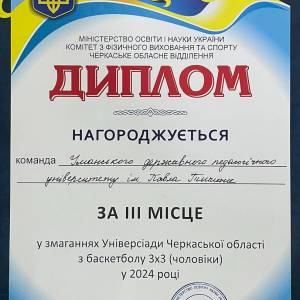 МІНІСТЕРСТВО ОСВІТИ І НАУКИ УКРАЇНИ
КОМІТЕТ З ФІЗИЧНОГО ВИХОВАННЯ ТА СПОРТУ
ЧЕРКАСЬКЕ ОБЛАСНЕ ВІДДІЛЕННЯ
ДИПЛОМ
НАГОРОДЖУЄТЬСЯ
команда Уманського державного педагогічного
університету ім Павла Тичини
ЗА ІІІ МІСЦЕ
у змаганнях Універсіади Черкаської області
з баскетболу 3х3 (чоловіки)
у 2024 році